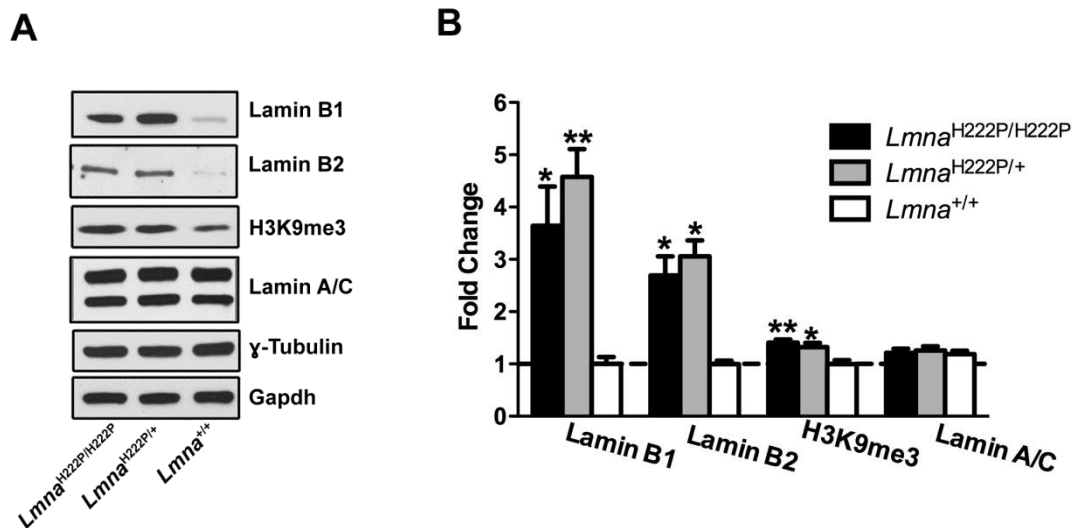 A
Lamin B1
Lamin B2
H3K9me3
Lamin A/C
ɣ-Tubulin
Gapdh
Lmna^H222P/H222P
Lmna^H222P/+
Lmna^+/+
B
Fold Change
6
5
4
3
2
1
0
* ** * * ** *
Lmna^H222P/H222P
Lmna^H222P/+
Lmna^+/+
Lamin B1
Lamin B2
H3K9me3
Lamin A/C